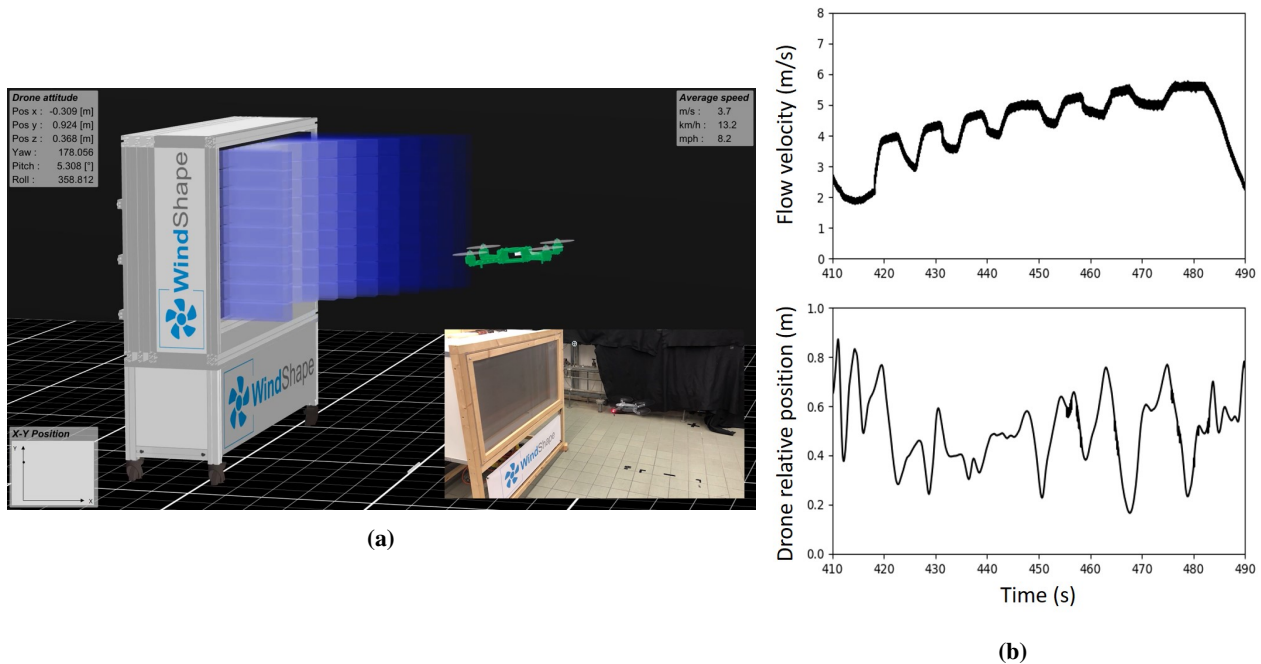 Drone attitude
Pos x : -0.309 [m]
Pos y : 0.924 [m]
Pos z : 0.368 [m]
Yaw : 178.056
Pitch : 5.308 [°]
Roll : 358.812
Average speed
m/s : 3.7
km/h : 13.2
mph : 8.2
WindShape
WindShape
X-Y Position
Y
X
WindShape
(a)
Flow velocity (m/s)
8
7
6
5
4
3
2
1
0
410 420 430 440 450 460 470 480 490
Drone relative position (m)
1.0
0.8
0.6
0.4
0.2
0.0
410 420 430 440 450 460 470 480 490
Time (s)
(b)